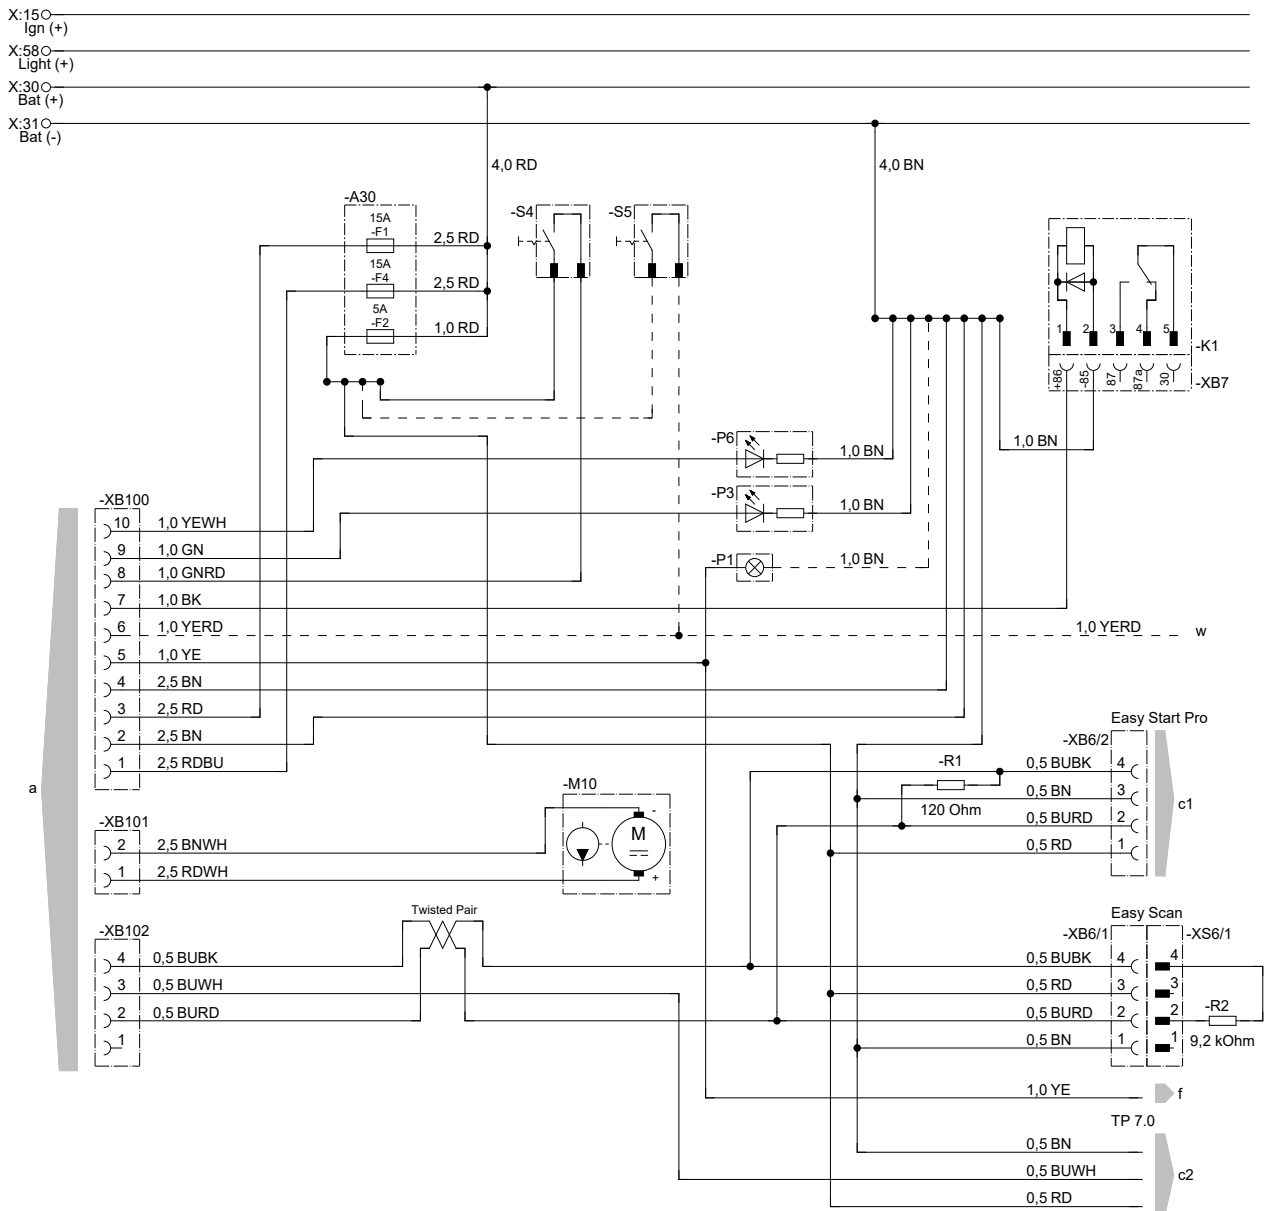 X:15
Ign (+)
X:58
Light (+)
X:30
Bat (+)
X:31
Bat (-)
4,0 RD
4,0 BN
-A30
15A
-F1
2,5 RD
15A
-F4
2,5 RD
5A
-F2
1,0 RD
-S4
-S5
1 2 3 4 5
-K1
+86 -85 87 87a 30
-XB7
1,0 BN
-P6
1,0 BN
-P3
1,0 BN
-P1
1,0 BN
-XB100
10 1,0 YEWH
9 1,0 GN
8 1,0 GNRD
7 1,0 BK
6 1,0 YERD
1,0 YERD w
5 1,0 YE
4 2,5 BN
3 2,5 RD
2 2,5 BN
1 2,5 RDBU
a
Easy Start Pro
-XB6/2
-R1
120 Ohm
0,5 BUBK 4
0,5 BN 3
0,5 BURD 2
0,5 RD 1
c1
-M10
M
-
+
-XB101
2 2,5 BNWH
1 2,5 RDWH
Twisted Pair
-XB102
4 0,5 BUBK
3 0,5 BUWH
2 0,5 BURD
1
Easy Scan
-XB6/1
-XS6/1
0,5 BUBK 4 4
0,5 RD 3 3
0,5 BURD 2 2
0,5 BN 1 1
-R2
9,2 kOhm
1,0 YE f
TP 7.0
0,5 BN
0,5 BUWH
0,5 RD
c2